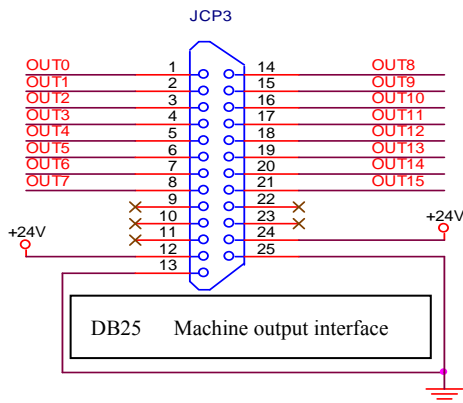 JCP3
OUT0 1 14 OUT8
OUT1 2 15 OUT9
OUT2 3 16 OUT10
OUT3 4 17 OUT11
OUT4 5 18 OUT12
OUT5 6 19 OUT13
OUT6 7 20 OUT14
OUT7 8 21 OUT15
9 22
10 23
+24V 11 24 +24V
12 25
13
DB25 Machine output interface